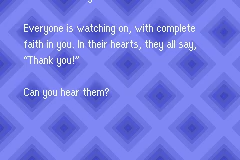 Everyone is watching on, with complete
faith in you. In their hearts, they all say,
“Thank you!”
Can you hear them?